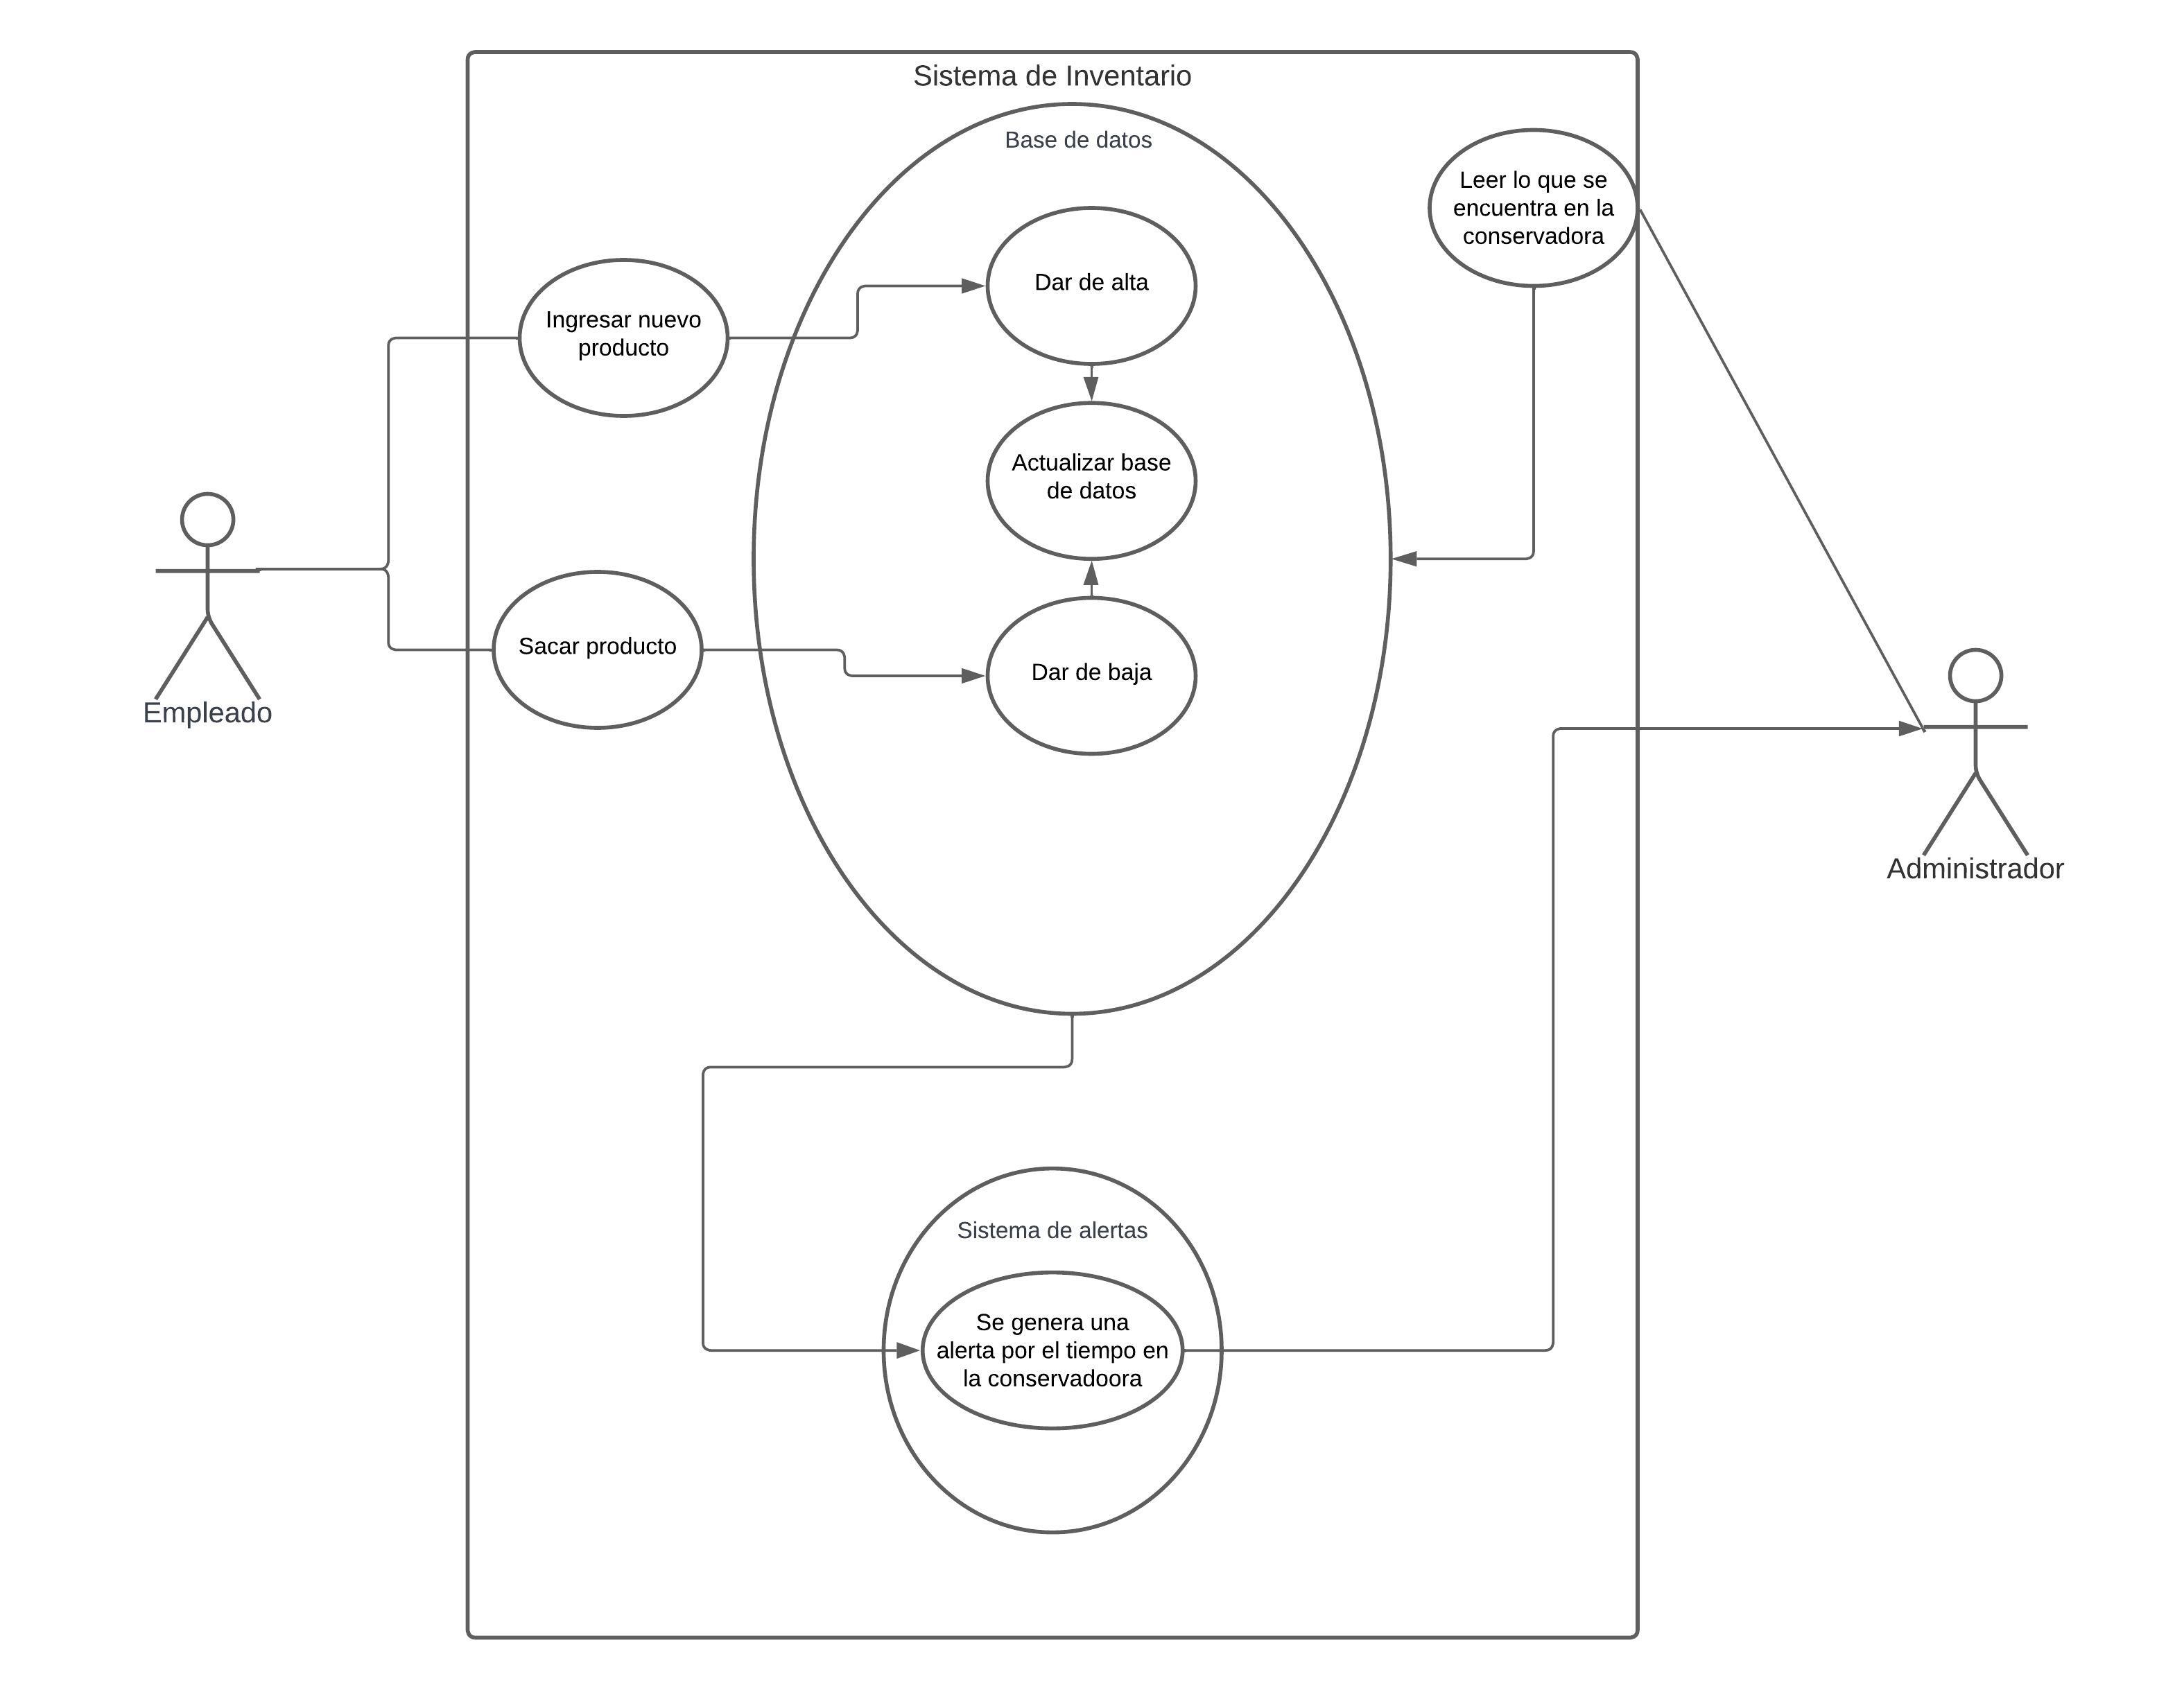 Sistema de Inventario
Base de datos
Leer lo que se
encuentra en la
conservadora
Dar de alta
Ingresar nuevo
producto
Actualizar base
de datos
Sacar producto
Dar de baja
Empleado
Administrador
Sistema de alertas
Se genera una
alerta por el tiempo en
la conservadoora